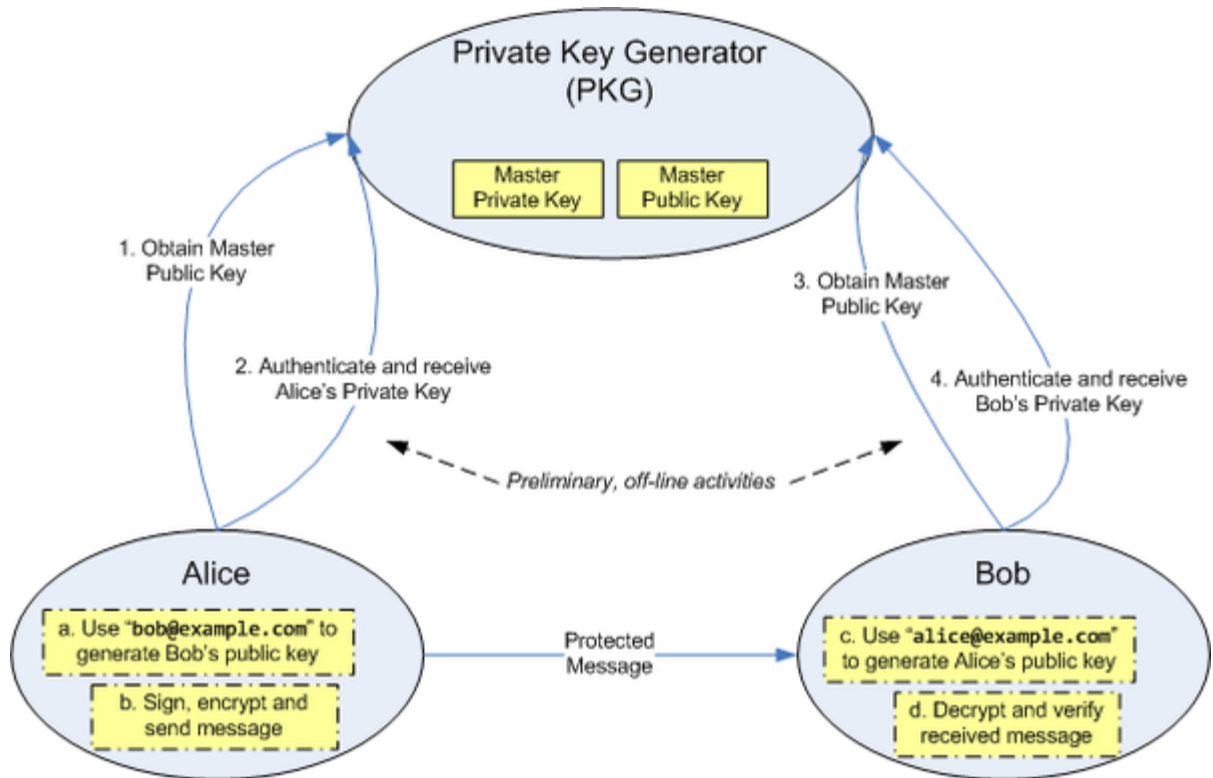 Private Key Generator
(PKG)
Master
Private Key
Master
Public Key
1. Obtain Master
Public Key
2. Authenticate and receive
Alice's Private Key
3. Obtain Master
Public Key
4. Authenticate and receive
Bob's Private Key
Preliminary, off-line activities
Alice
a. Use “bob@example.com” to
generate Bob's public key
b. Sign, encrypt and
send message
Protected
Message
Bob
c. Use “alice@example.com”
to generate Alice's public key
d. Decrypt and verify
received message